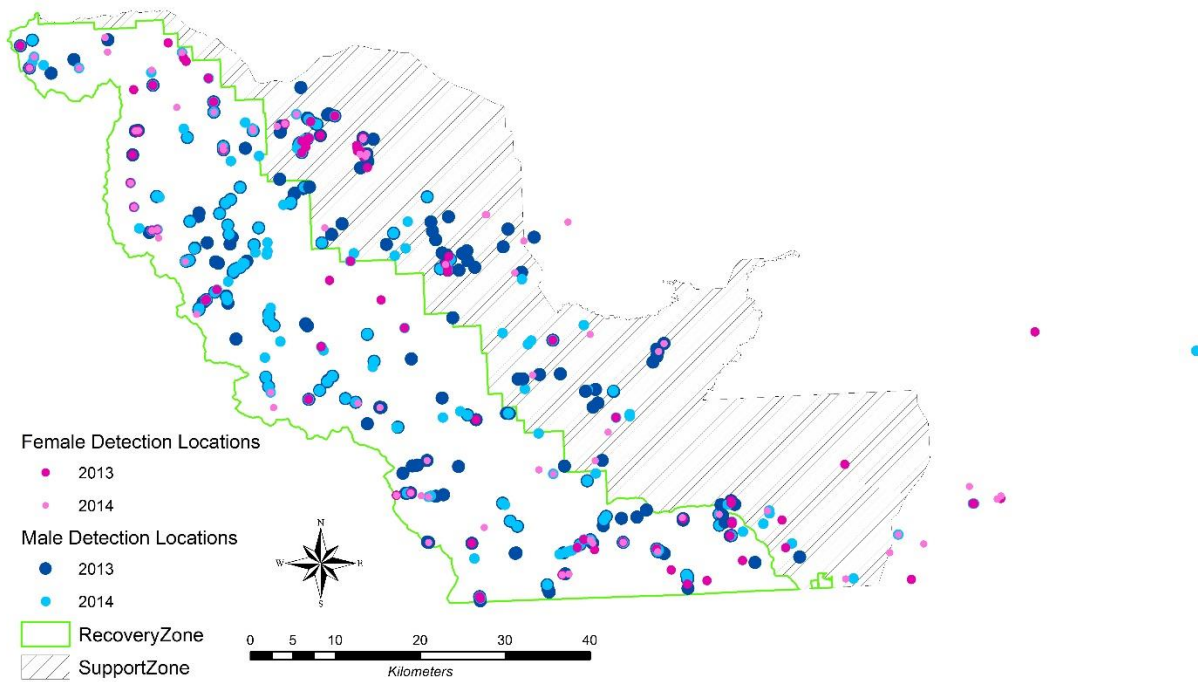 Female Detection Locations
2013
2014
Male Detection Locations
2013
2014
RecoveryZone
SupportZone
N
W E
S
0 5 10 20 30 40
Kilometers